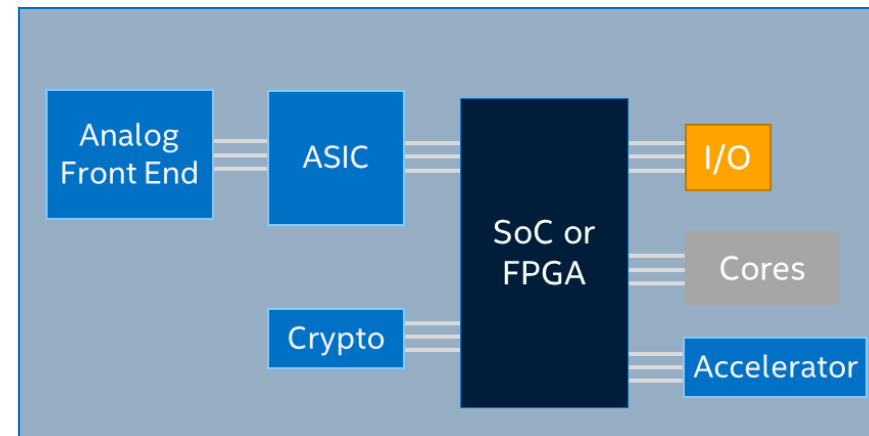 Analog
Front End
ASIC
SoC or
FPGA
I/O
Cores
Crypto
Accelerator